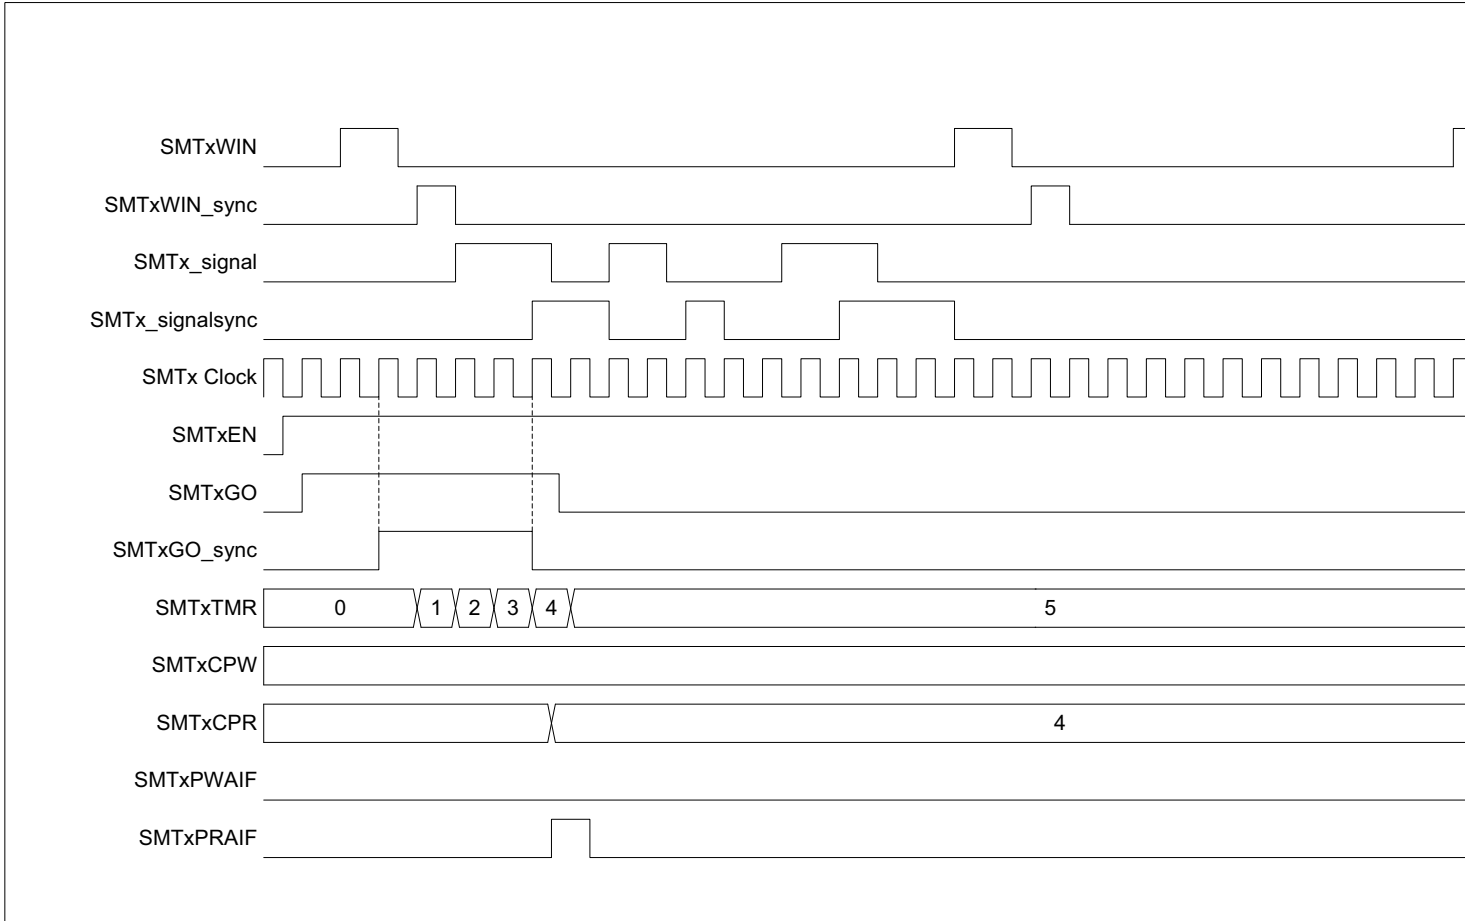 SMTxWIN
SMTxWIN_sync
SMTx_signal
SMTx_signalsync
SMTx Clock
SMTxEN
SMTxGO
SMTxGO_sync
SMTxTMR 0 1 2 3 4 5
SMTxCPW
SMTxCPR 4
SMTxPWAIF
SMTxPRAIF